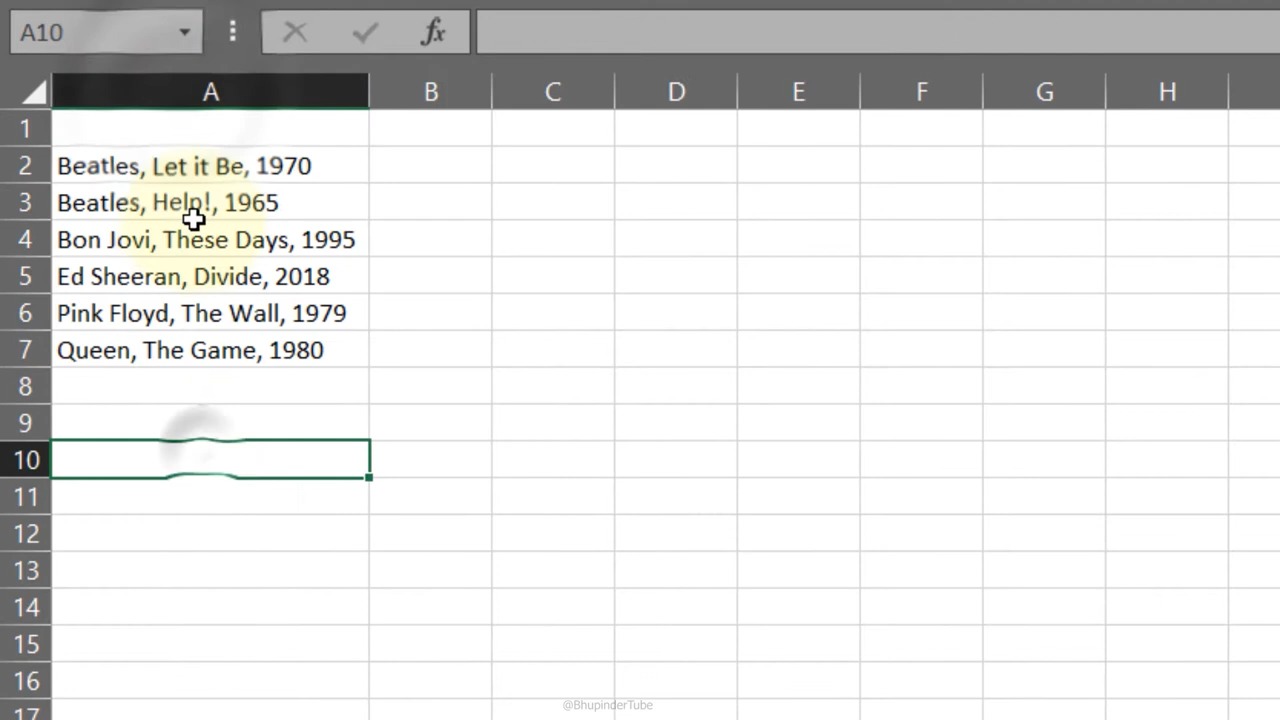 A10 fx
A B C D E F G H
1
2 Beatles, Let it Be, 1970
3 Beatles, Help!, 1965
4 Bon Jovi, These Days, 1995
5 Ed Sheeran, Divide, 2018
6 Pink Floyd, The Wall, 1979
7 Queen, The Game, 1980
8
9
10
11
12
13
14
15
16
17
@BhupinderTube